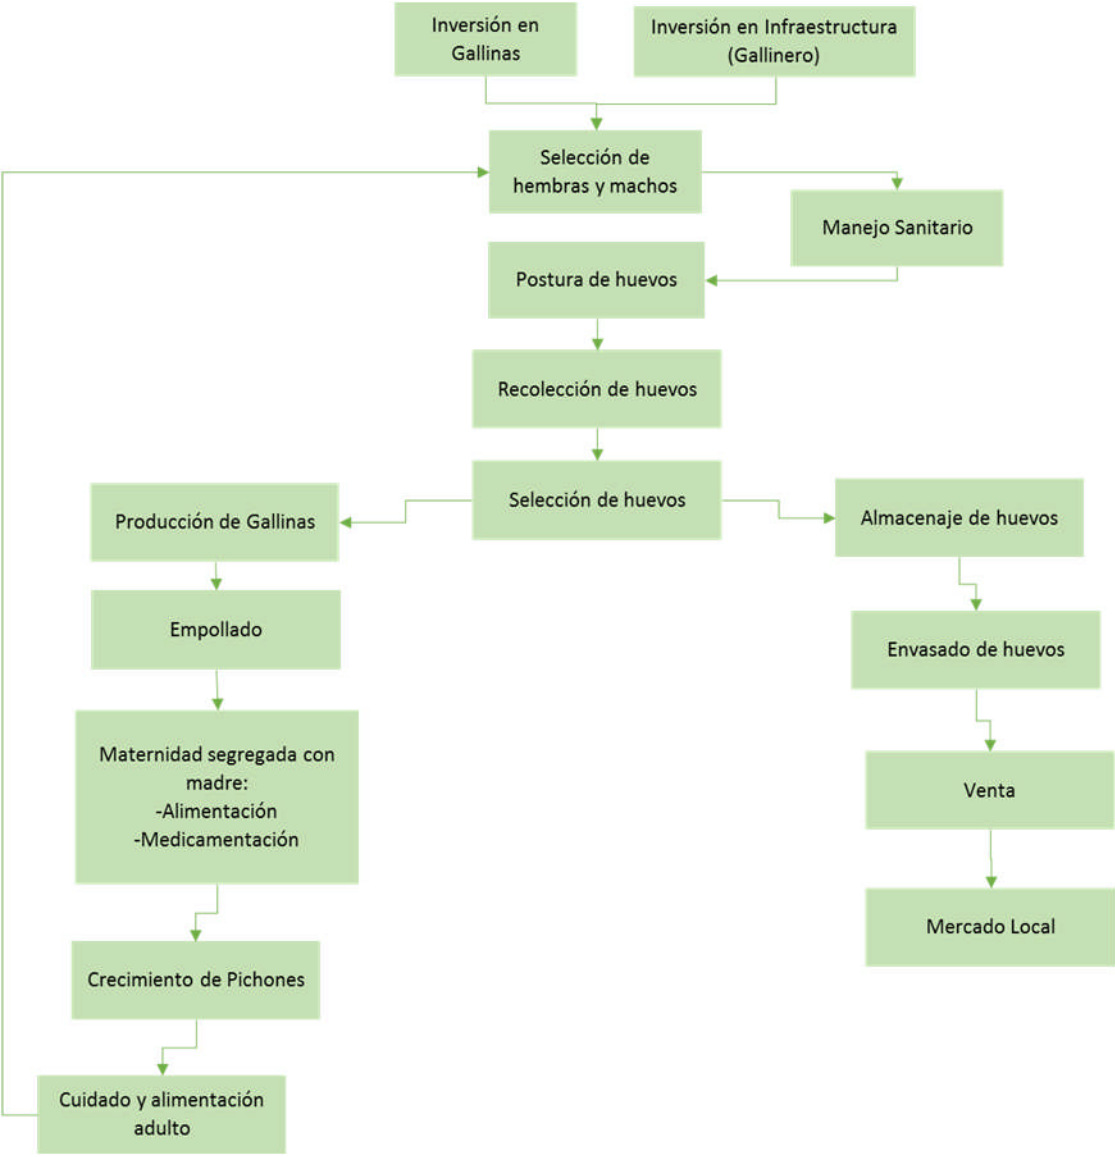 Inversión en
Gallinas
Inversión en Infraestructura
(Gallinero)
Selección de
hembras y machos
Manejo Sanitario
Postura de huevos
Recolección de huevos
Selección de huevos
Producción de Gallinas
Almacenaje de huevos
Empollado
Envasado de huevos
Maternidad segregada con
madre:
-Alimentación
-Medicamentación
Venta
Mercado Local
Crecimiento de Pichones
Cuidado y alimentación
adulto